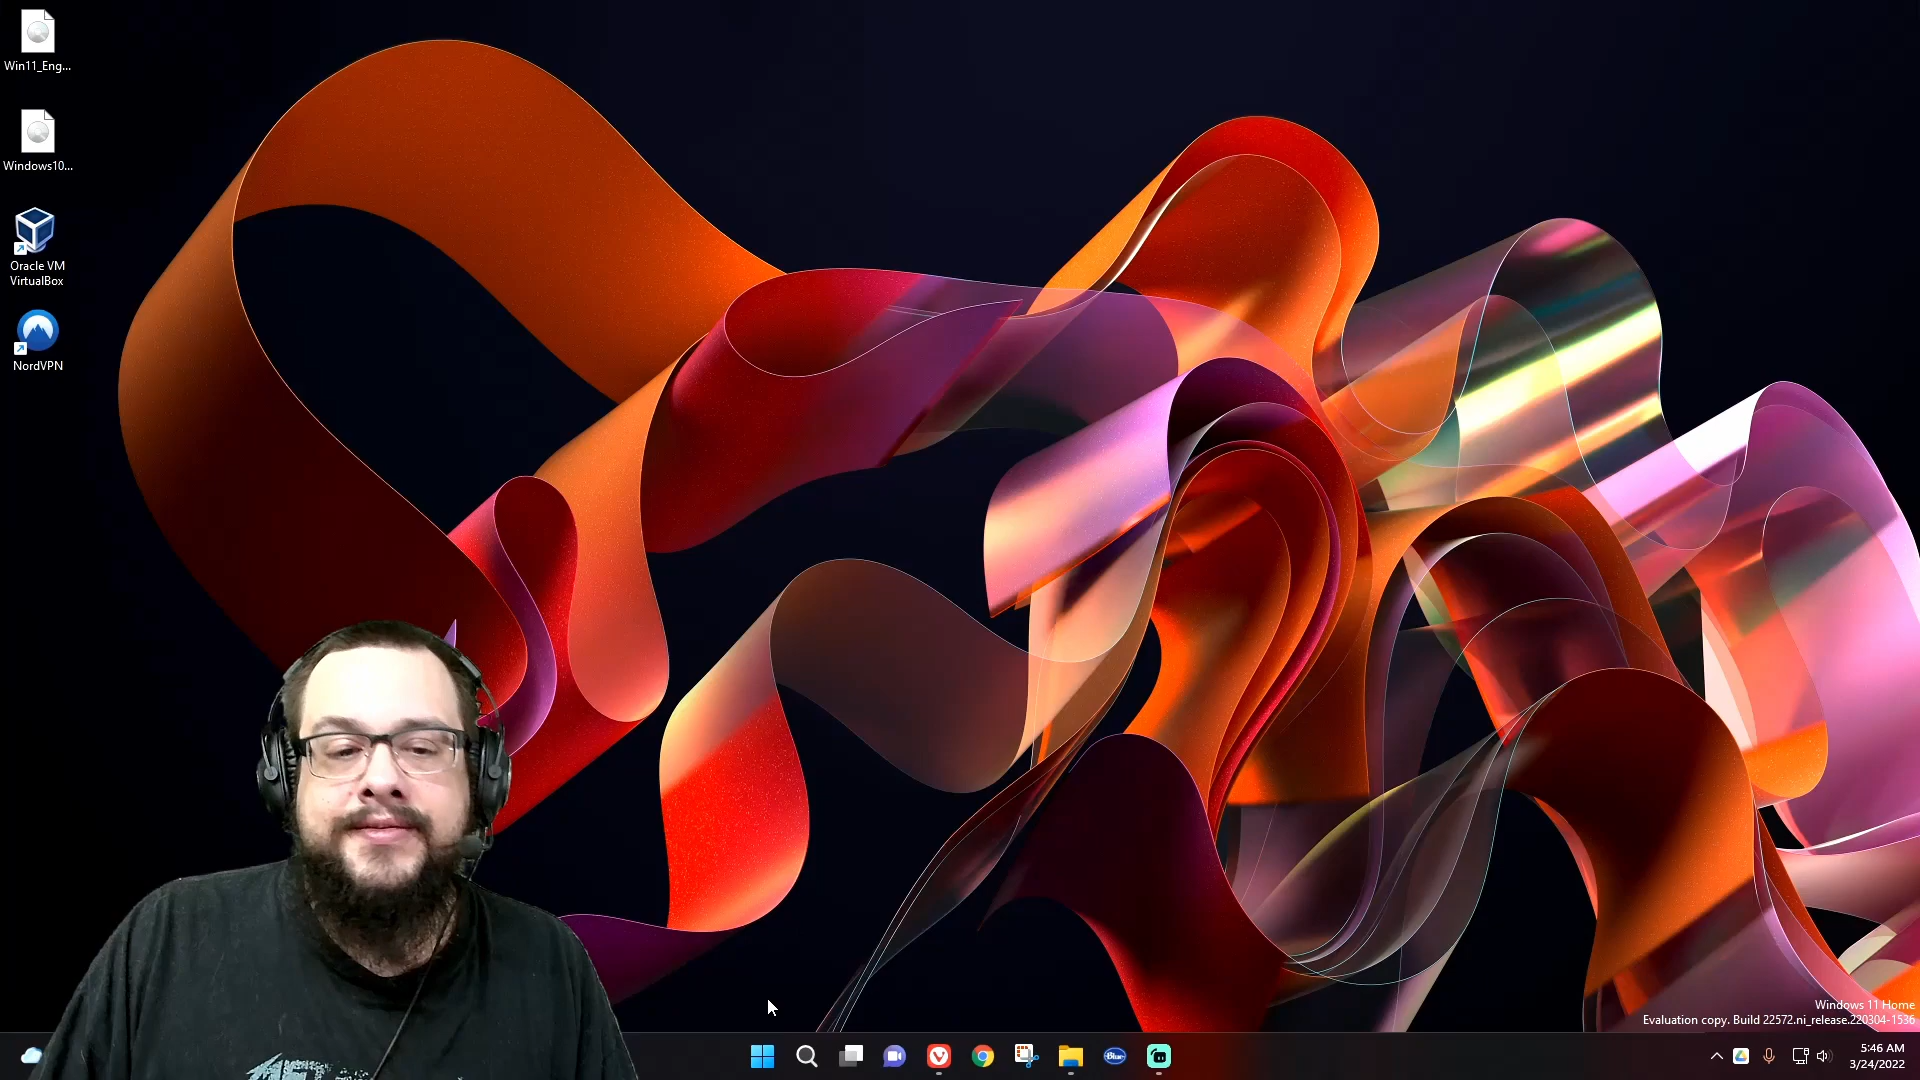 Win11_Eng...
Windows10...
Oracle VM
VirtualBox
NordVPN
Windows 11 Home
Evaluation copy. Build 22572.ni_release.220304-1536
Blue
5:46 AM
3/24/2022